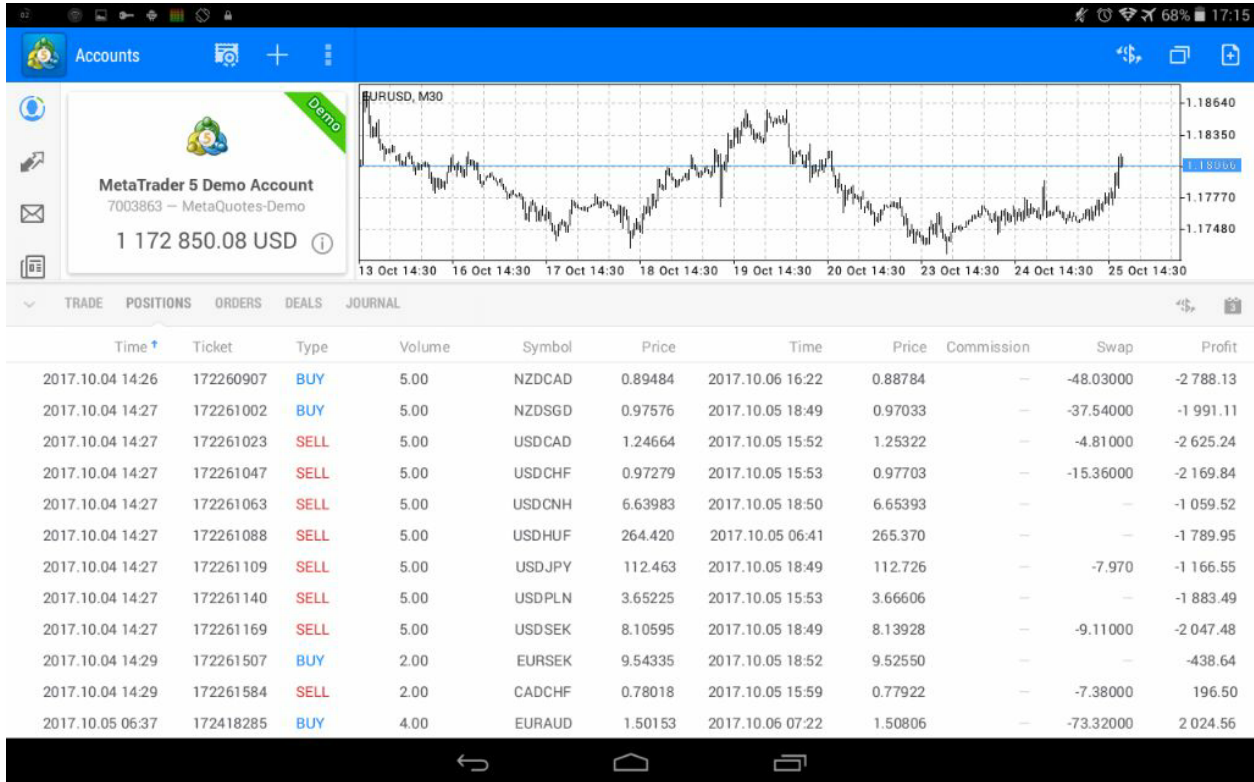 68% 17:15
Accounts
Demo
MetaTrader 5 Demo Account
7003863 — MetaQuotes-Demo
1 172 850.08 USD
EURUSD, M30
1.18640
1.18350
1.18066
1.17770
1.17480
13 Oct 14:30 16 Oct 14:30 17 Oct 14:30 18 Oct 14:30 19 Oct 14:30 20 Oct 14:30 23 Oct 14:30 24 Oct 14:30 25 Oct 14:30
TRADE POSITIONS ORDERS DEALS JOURNAL
Time Ticket Type Volume Symbol Price Time Price Commission Swap Profit
2017.10.04 14:26 172260907 BUY 5.00 NZDCAD 0.89484 2017.10.06 16:22 0.88784 — -48.03000 -2 788.13
2017.10.04 14:27 172261002 BUY 5.00 NZDSGD 0.97576 2017.10.05 18:49 0.97033 — -37.54000 -1 991.11
2017.10.04 14:27 172261023 SELL 5.00 USDCAD 1.24664 2017.10.05 15:52 1.25322 — -4.81000 -2 625.24
2017.10.04 14:27 172261047 SELL 5.00 USDCHF 0.97279 2017.10.05 15:53 0.97703 — -15.36000 -2 169.84
2017.10.04 14:27 172261063 SELL 5.00 USDCNH 6.63983 2017.10.05 18:50 6.65393 — — -1 059.52
2017.10.04 14:27 172261088 SELL 5.00 USDHUF 264.420 2017.10.05 06:41 265.370 — — -1 789.95
2017.10.04 14:27 172261109 SELL 5.00 USDJPY 112.463 2017.10.05 18:49 112.726 — -7.970 -1 166.55
2017.10.04 14:27 172261140 SELL 5.00 USDPLN 3.65225 2017.10.05 15:53 3.66606 — — -1 883.49
2017.10.04 14:27 172261169 SELL 5.00 USDSEK 8.10595 2017.10.05 18:49 8.13928 — -9.11000 -2 047.48
2017.10.04 14:29 172261507 BUY 2.00 EURSEK 9.54335 2017.10.05 18:52 9.52550 — — -438.64
2017.10.04 14:29 172261584 SELL 2.00 CADCHF 0.78018 2017.10.05 15:59 0.77922 — -7.38000 196.50
2017.10.05 06:37 172418285 BUY 4.00 EURAUD 1.50153 2017.10.06 07:22 1.50806 — -73.32000 2 024.56